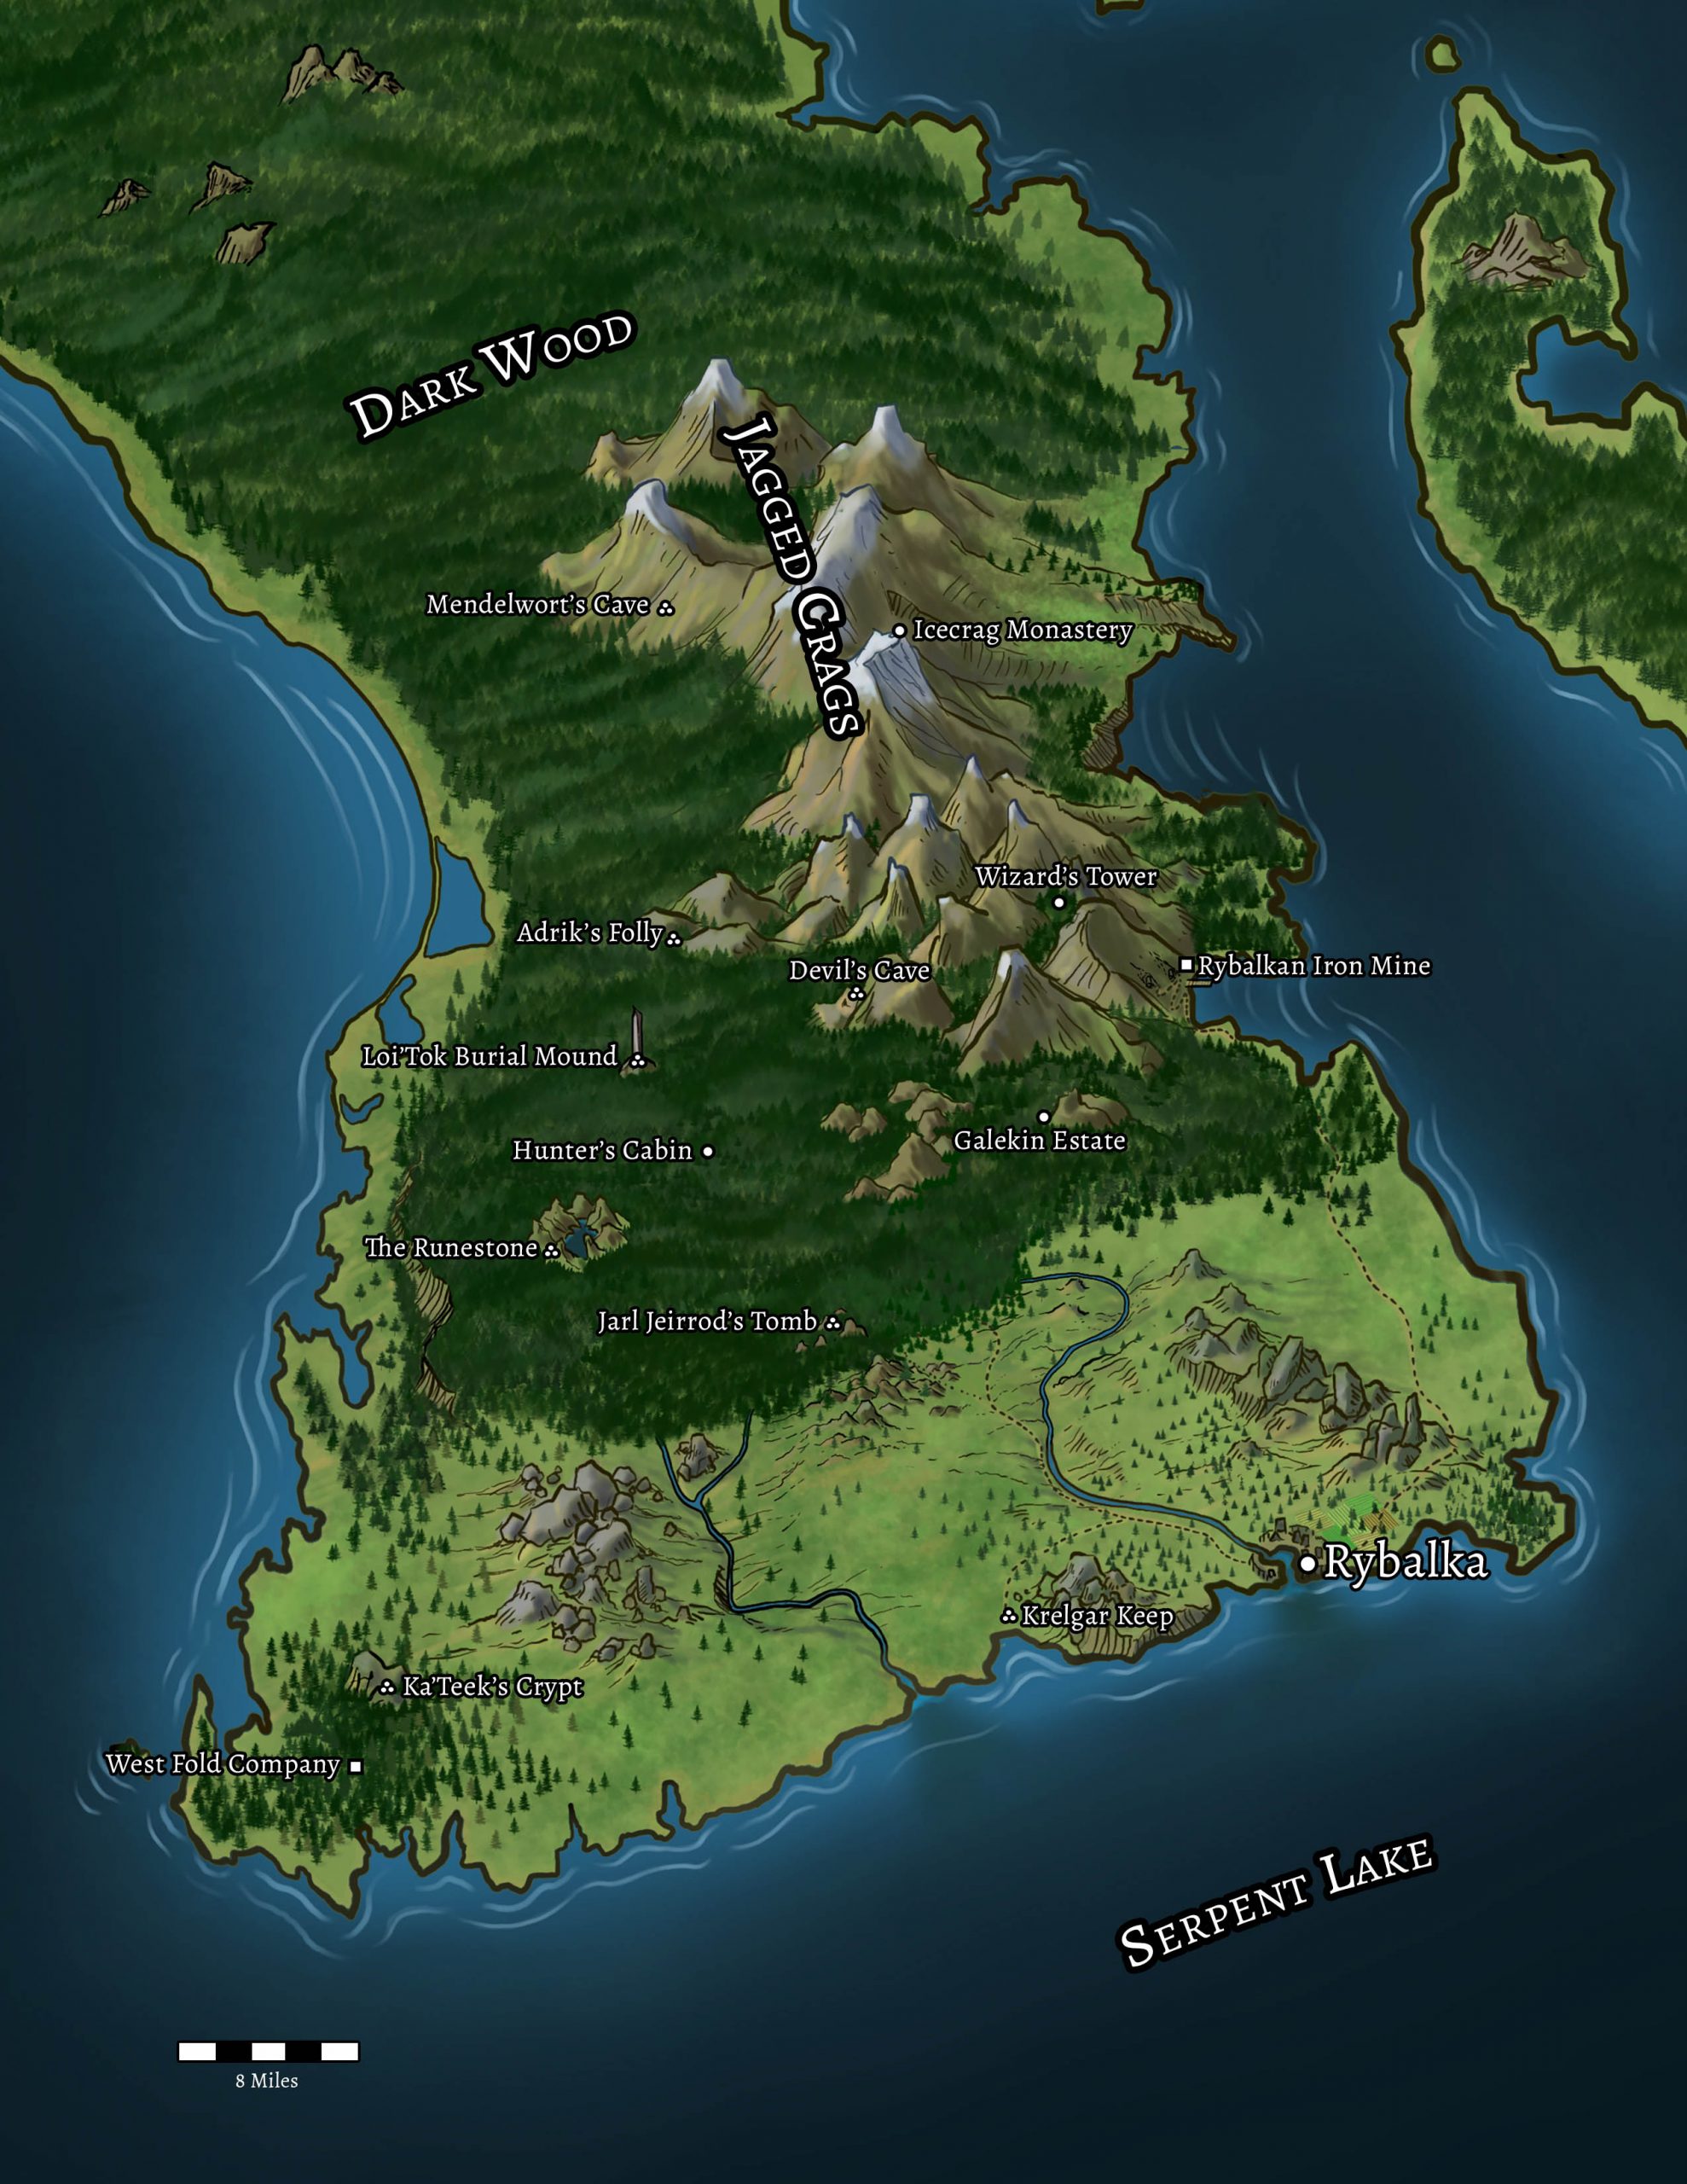 Dark Wood
Jagged Crags
Mendelwort's Cave
Icecrag Monastery
Wizard's Tower
Adrik's Folly
Rybalkan Iron Mine
Devil's Cave
Loi'Tok Burial Mound
Galekin Estate
Hunter's Cabin
The Runestone
Jarl Jeirrod's Tomb
Rybalka
Krelgar Keep
Ka'Teek's Crypt
West Fold Company
Serpent Lake
8 Miles